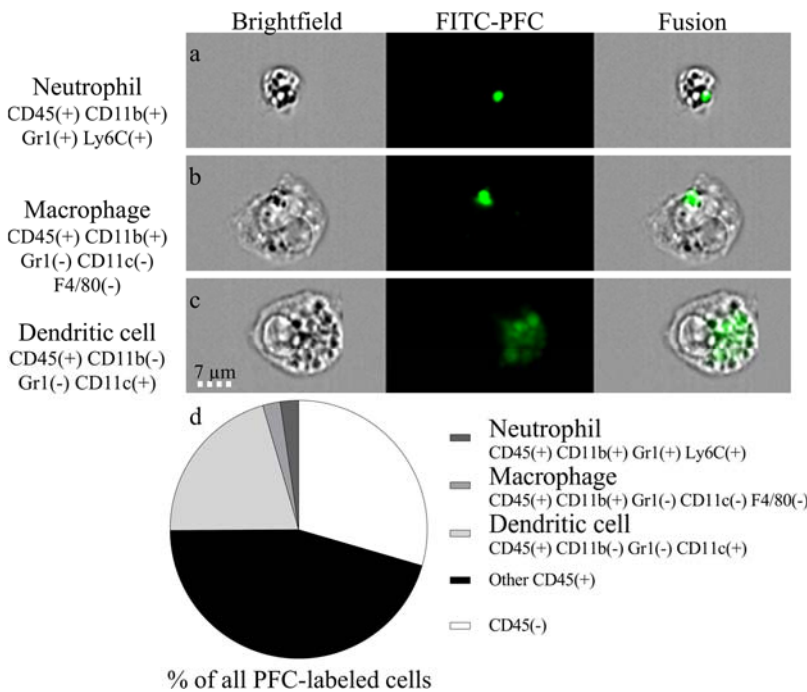 Brightfield FITC-PFC Fusion
a
Neutrophil
CD45(+) CD11b(+)
Gr1(+) Ly6C(+)
b
Macrophage
CD45(+) CD11b(+)
Gr1(-) CD11c(-)
F4/80(-)
c
Dendritic cell
CD45(+) CD11b(-)
Gr1(-) CD11c(+)
7 μm
d
Neutrophil
CD45(+) CD11b(+) Gr1(+) Ly6C(+)
Macrophage
CD45(+) CD11b(+) Gr1(-) CD11c(-) F4/80(-)
Dendritic cell
CD45(+) CD11b(-) Gr1(-) CD11c(+)
Other CD45(+)
CD45(-)
% of all PFC-labeled cells